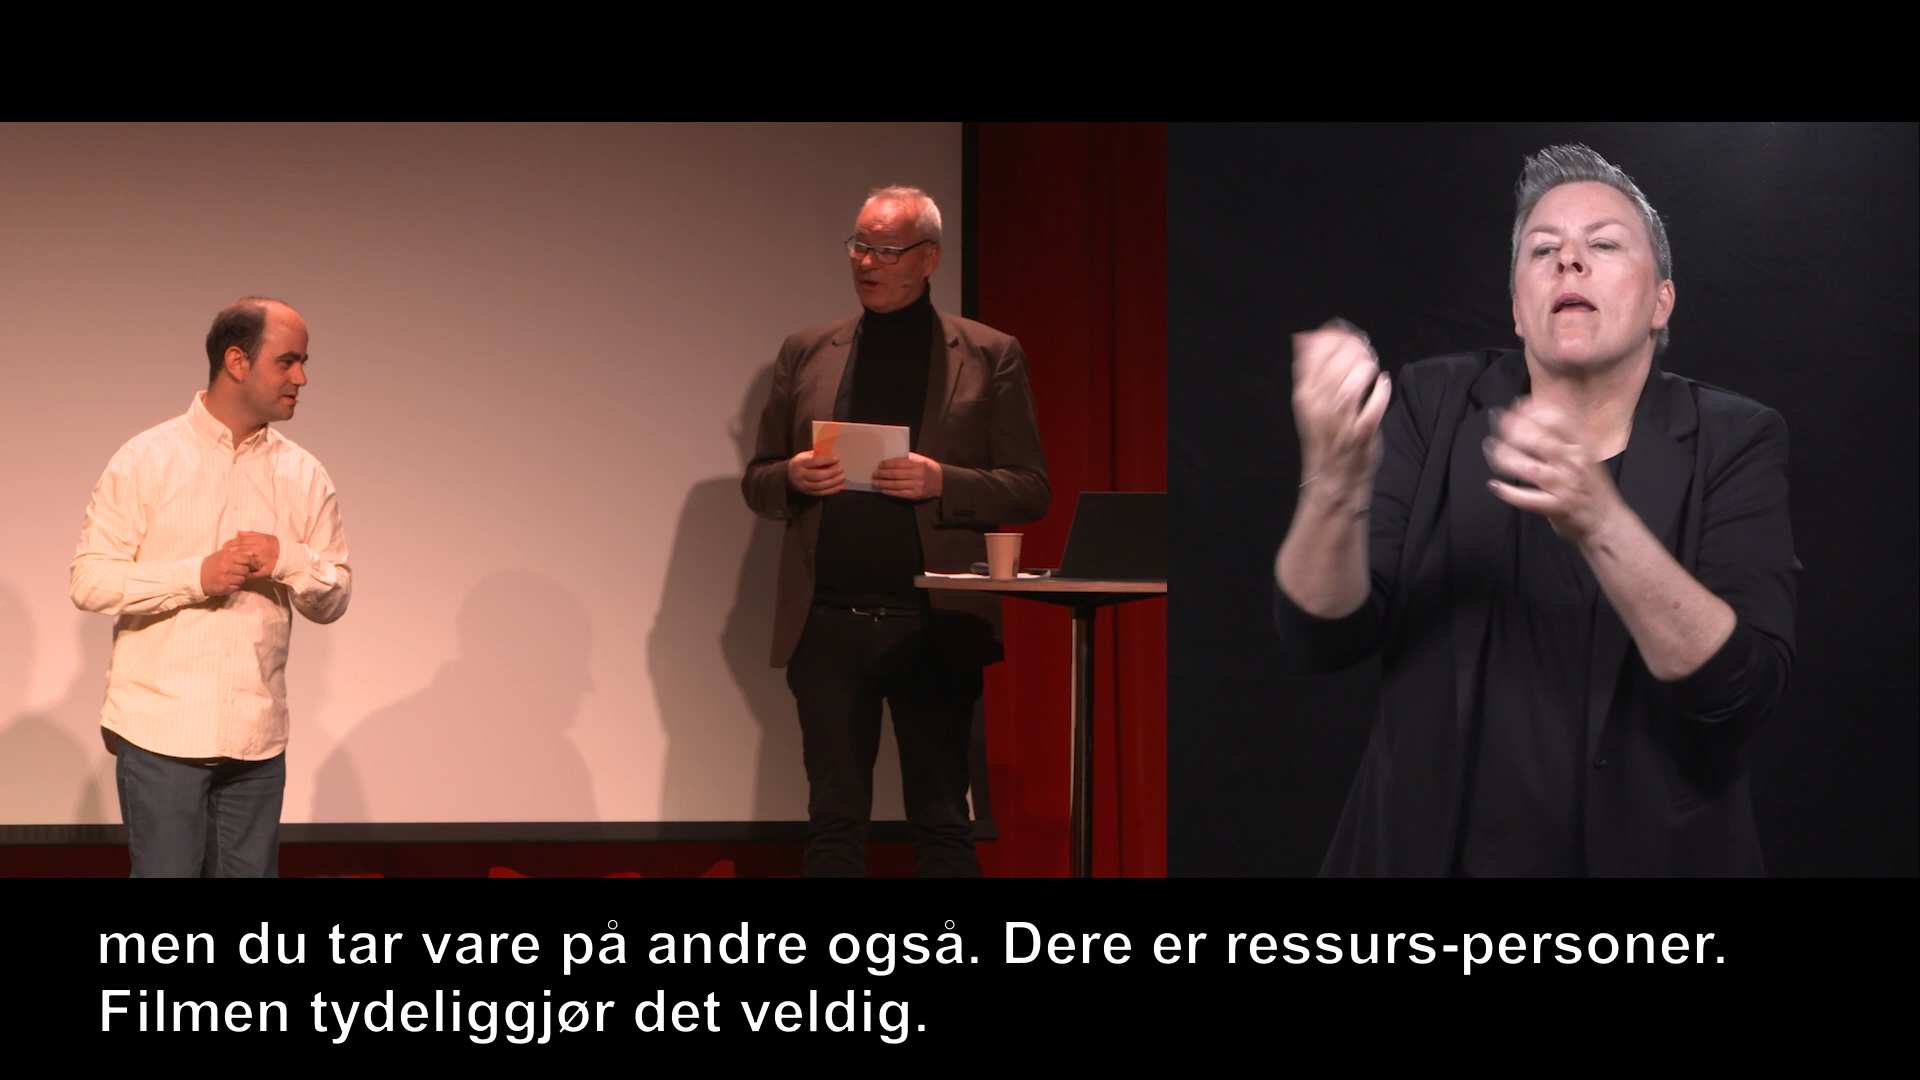 men du tar vare på andre også. Dere er ressurs-personer.
Filmen tydeliggjør det veldig.